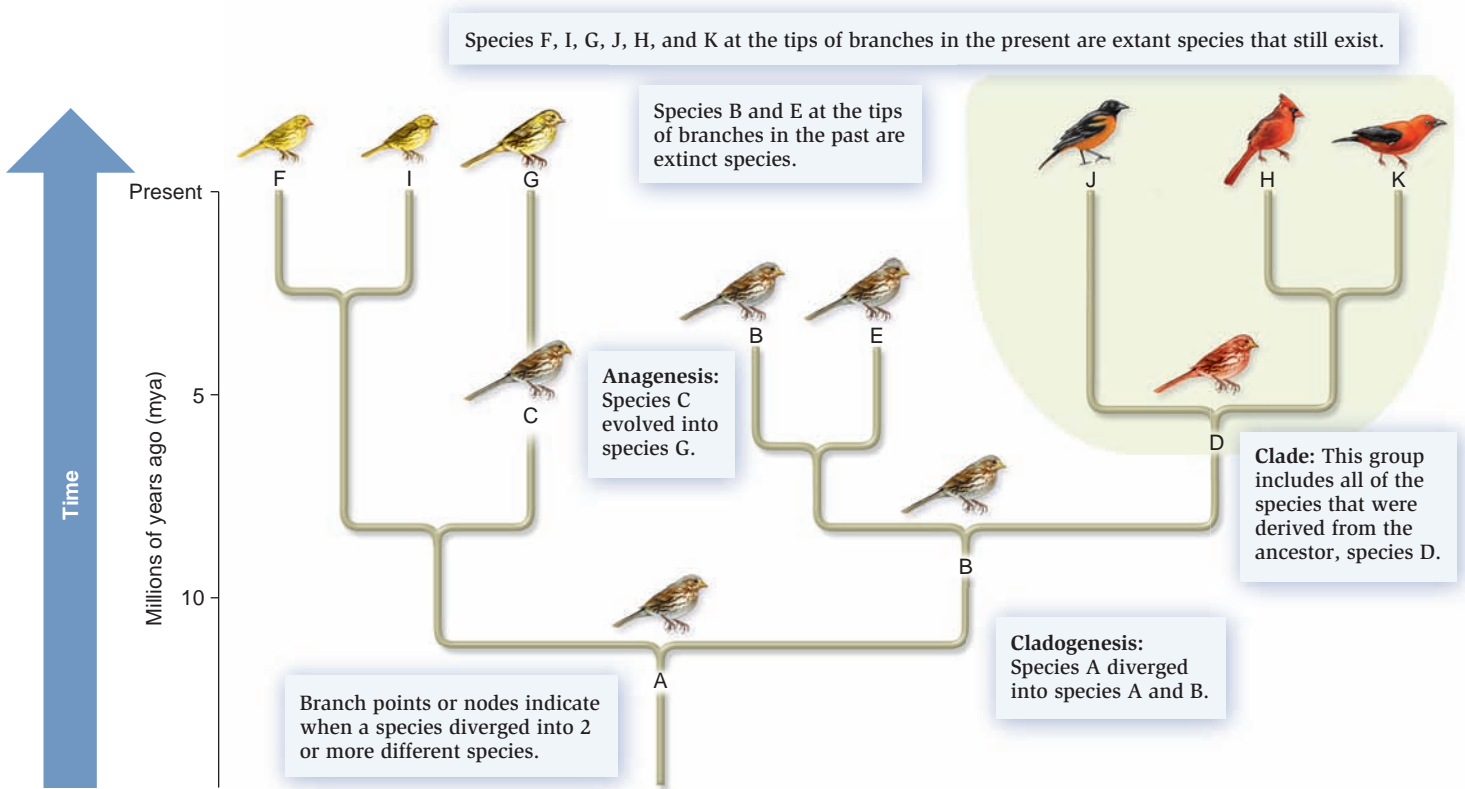 Species F, I, G, J, H, and K at the tips of branches in the present are extant species that still exist.
Species B and E at the tips
of branches in the past are
extinct species.
F
I
G
J
H
K
Present
B
E
Anagenesis:
Species C
evolved into
species G.
5
C
D
Clade: This group
includes all of the
species that were
derived from the
ancestor, species D.
Time
Millions of years ago (mya)
B
10
Cladogenesis:
Species A diverged
into species A and B.
A
Branch points or nodes indicate
when a species diverged into 2
or more different species.